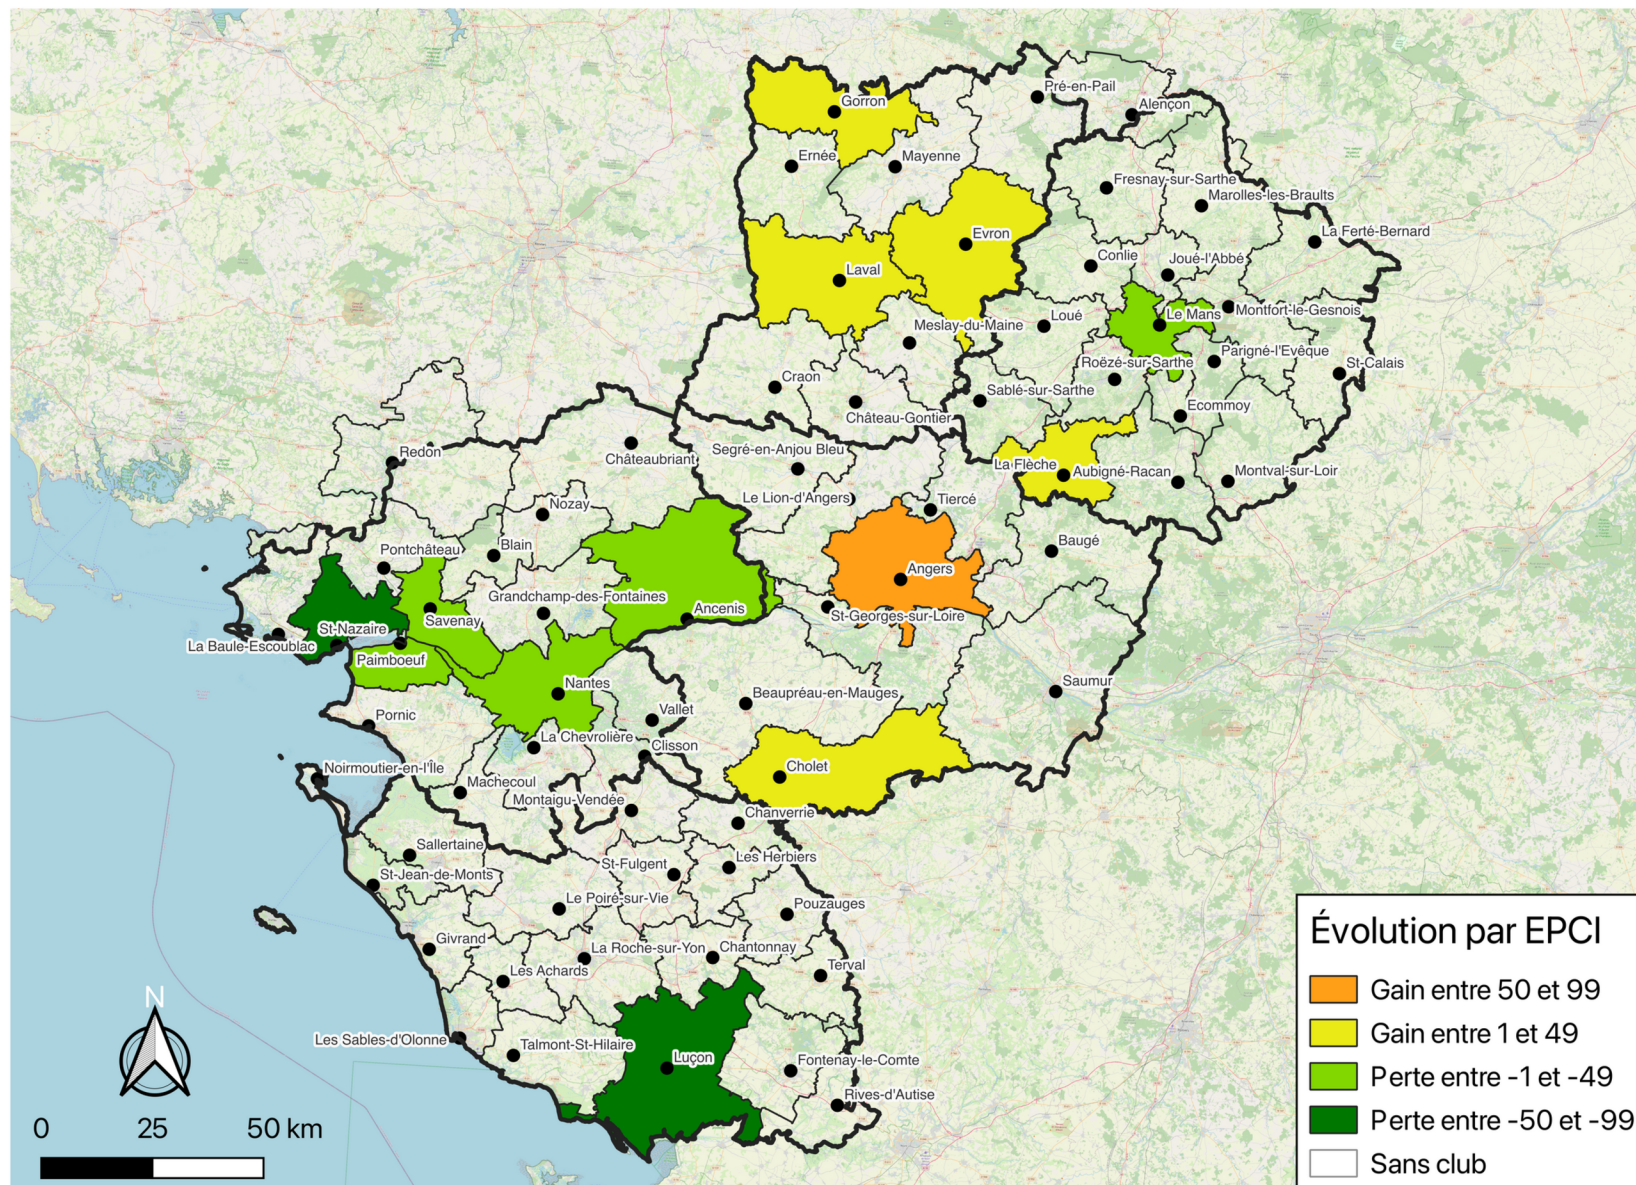 Gorron
Pré-en-Pail
Alençon
Ernée
Mayenne
Fresnay-sur-Sarthe
Marolles-les-Braults
La Ferté-Bernard
Evron
Conlie
Joué-l'Abbé
Laval
Montfort-le-Gesnois
Le Mans
Meslay-du-Maine
Loué
Parigné-l'Evêque
Roëzé-sur-Sarthe
St-Calais
Craon
Sablé-sur-Sarthe
Château-Gontier
Ecommoy
Redon
Châteaubriant
Segré-en-Anjou Bleu
La Flèche
Aubigné-Racan
Montval-sur-Loir
Le Lion-d'Angers
Tiercé
Nozay
Pontchâteau
Blain
Baugé
Angers
Grandchamp-des-Fontaines
Ancenis
St-Georges-sur-Loire
Savenay
St-Nazaire
La Baule-Escoublac
Paimboeuf
Nantes
Saumur
Beaupréau-en-Mauges
Vallet
Pornic
La Chevrolière
Clisson
Noirmoutier-en-l'Île
Cholet
Machecoul
Montaigu-Vendée
Chanverrie
Sallertaine
St-Fulgent
Les Herbiers
St-Jean-de-Monts
Le Poiré-sur-Vie
Pouzauges
Givrand
La Roche-sur-Yon
Chantonnay
Les Achards
Terval
Les Sables-d'Olonne
Talmont-St-Hilaire
Luçon
Fontenay-le-Comte
Rives-d'Autise
N
0 25 50 km
Évolution par EPCI
Gain entre 50 et 99
Gain entre 1 et 49
Perte entre -1 et -49
Perte entre -50 et -99
Sans club